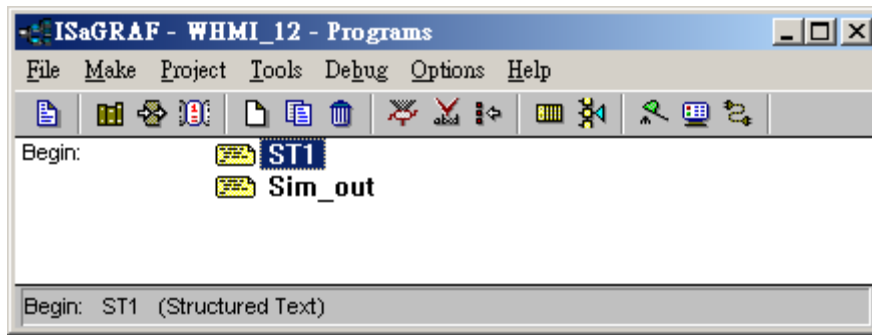 ISaGRAF - WHMI_12 - Programs
File Make Project Tools Debug Options Help
Begin: ST1
Sim_out
Begin: ST1 (Structured Text)